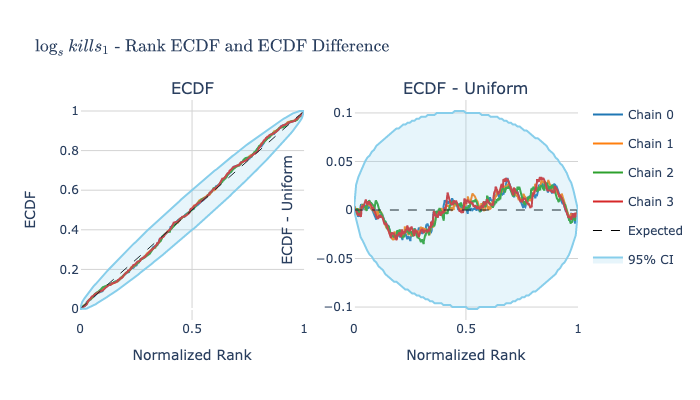 log_s kills_1 - Rank ECDF and ECDF Difference
ECDF
ECDF - Uniform
1
0.8
0.6
0.4
0.2
0
ECDF
0
0.5
1
Normalized Rank
0.1
0.05
0
−0.05
−0.1
ECDF - Uniform
0
0.5
1
Normalized Rank
Chain 0
Chain 1
Chain 2
Chain 3
Expected
95% CI